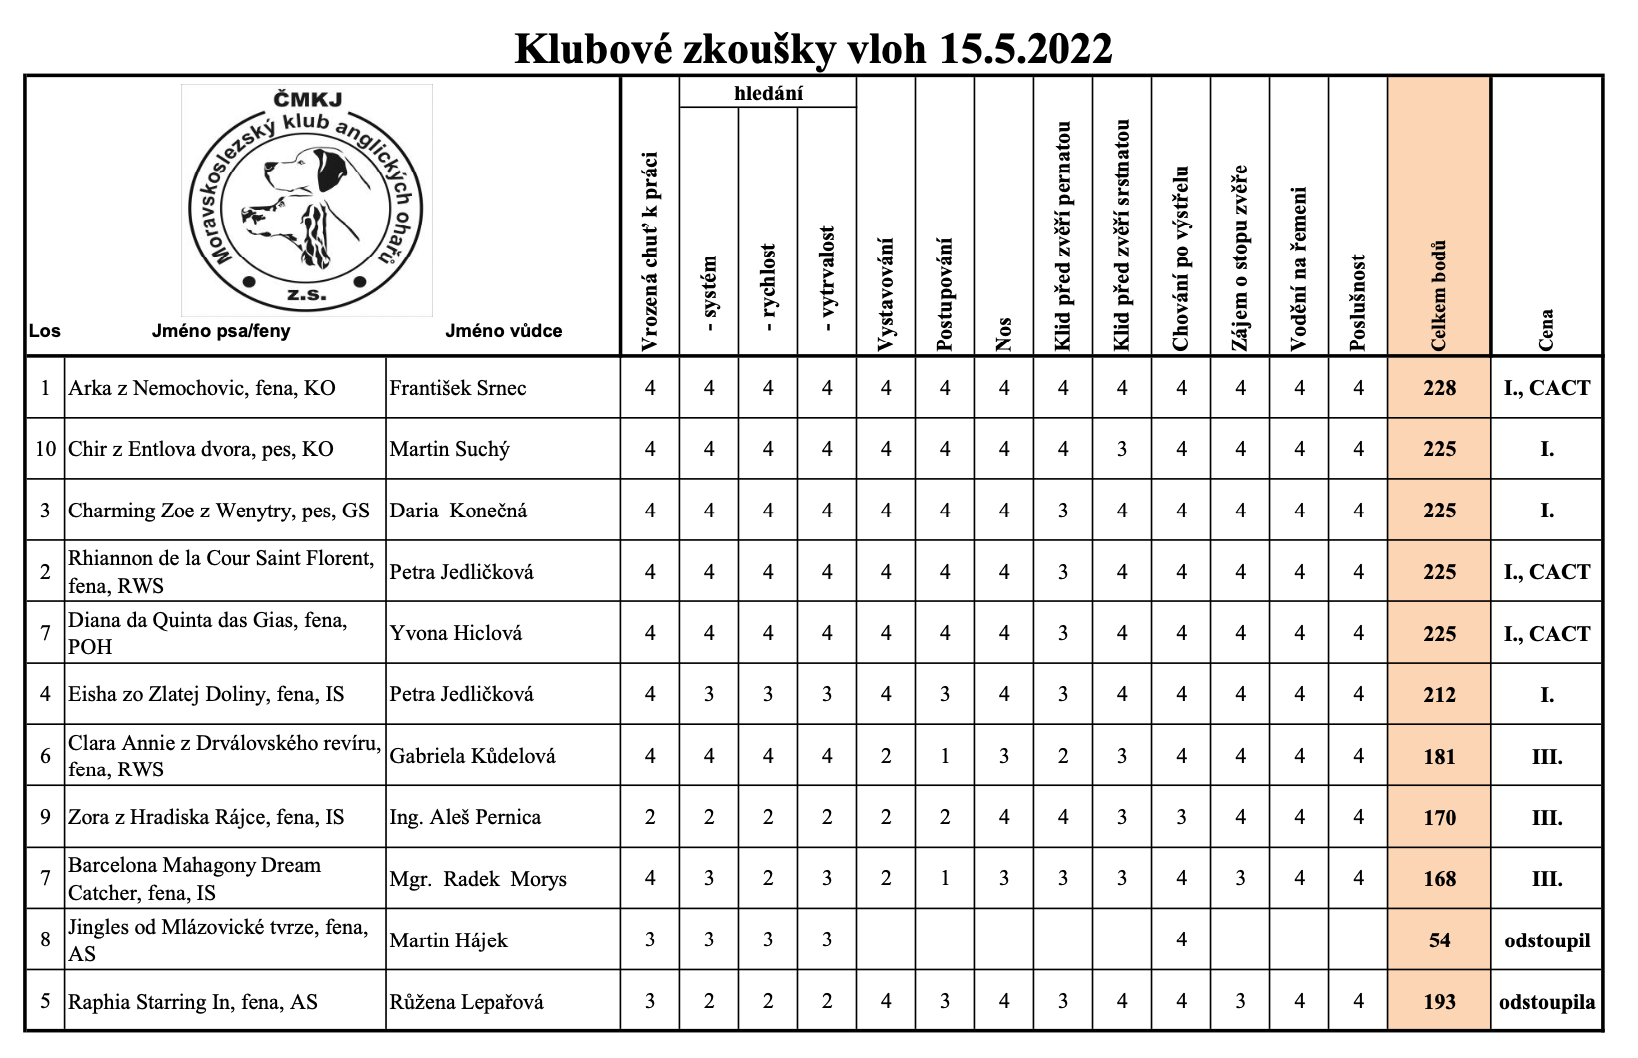 Klubové zkoušky vloh 15.5.2022
ČMKJ
Moravskoslezský klub anglických ohařů
z.s.
Los Jméno psa/feny Jméno vůdce
Vrozená chuť k práci
hledání
- systém
- rychlost
- vytrvalost
Vystavování
Postupování
Nos
Klid před zvěří pernatou
Klid před zvěří srstnatou
Chování po výstřelu
Zájem o stopu zvěře
Vodění na řemeni
Poslušnost
Celkem bodů
Cena
1 Arka z Nemochovic, fena, KO František Srnec 4 4 4 4 4 4 4 4 4 4 4 4 4 228 I., CACT
10 Chir z Entlova dvora, pes, KO Martin Suchý 4 4 4 4 4 4 4 4 3 4 4 4 4 225 I.
3 Charming Zoe z Wenytry, pes, GS Daria Konečná 4 4 4 4 4 4 4 3 4 4 4 4 4 225 I.
2 Rhiannon de la Cour Saint Florent,
fena, RWS Petra Jedličková 4 4 4 4 4 4 4 3 4 4 4 4 4 225 I., CACT
7 Diana da Quinta das Gias, fena,
POH Yvona Hiclová 4 4 4 4 4 4 4 3 4 4 4 4 4 225 I., CACT
4 Eisha zo Zlatej Doliny, fena, IS Petra Jedličková 4 3 3 3 4 3 4 3 4 4 4 4 4 212 I.
6 Clara Annie z Drválovského revíru,
fena, RWS Gabriela Kůdelová 4 4 4 4 2 1 3 2 3 4 4 4 4 181 III.
9 Zora z Hradiska Rájce, fena, IS Ing. Aleš Pernica 2 2 2 2 2 2 4 4 3 3 4 4 4 170 III.
7 Barcelona Mahagony Dream
Catcher, fena, IS Mgr. Radek Morys 4 3 2 3 2 1 3 3 3 4 3 4 4 168 III.
8 Jingles od Mlázovické tvrze, fena,
AS Martin Hájek 3 3 3 3 4 54 odstoupil
5 Raphia Starring In, fena, AS Růžena Lepařová 3 2 2 2 4 3 4 3 4 4 3 4 4 193 odstoupila